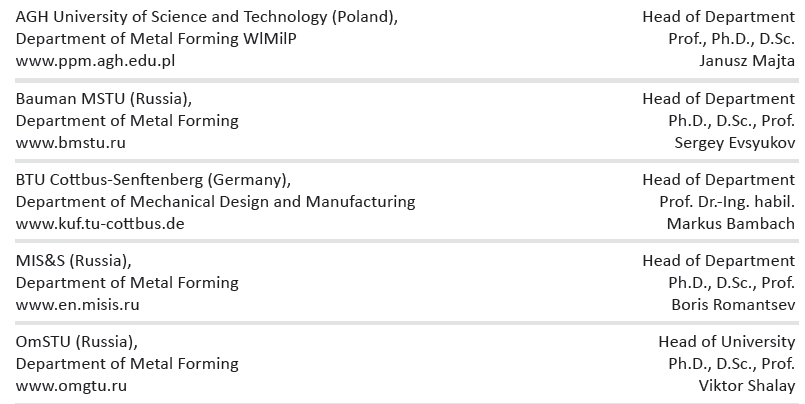 AGH University of Science and Technology (Poland), Head of Department
Department of Metal Forming WlMilP Prof., Ph.D., D.Sc.
www.ppm.agh.edu.pl Janusz Majta
Bauman MSTU (Russia), Head of Department
Department of Metal Forming Ph.D., D.Sc., Prof.
www.bmstu.ru Sergey Evsyukov
BTU Cottbus-Senftenberg (Germany), Head of Department
Department of Mechanical Design and Manufacturing Prof. Dr.-Ing. habil.
www.kuf.tu-cottbus.de Markus Bambach
MIS&S (Russia), Head of Department
Department of Metal Forming Ph.D., D.Sc., Prof.
www.en.misis.ru Boris Romantsev
OmSTU (Russia), Head of University
Department of Metal Forming Ph.D., D.Sc., Prof.
www.omgtu.ru Viktor Shalay